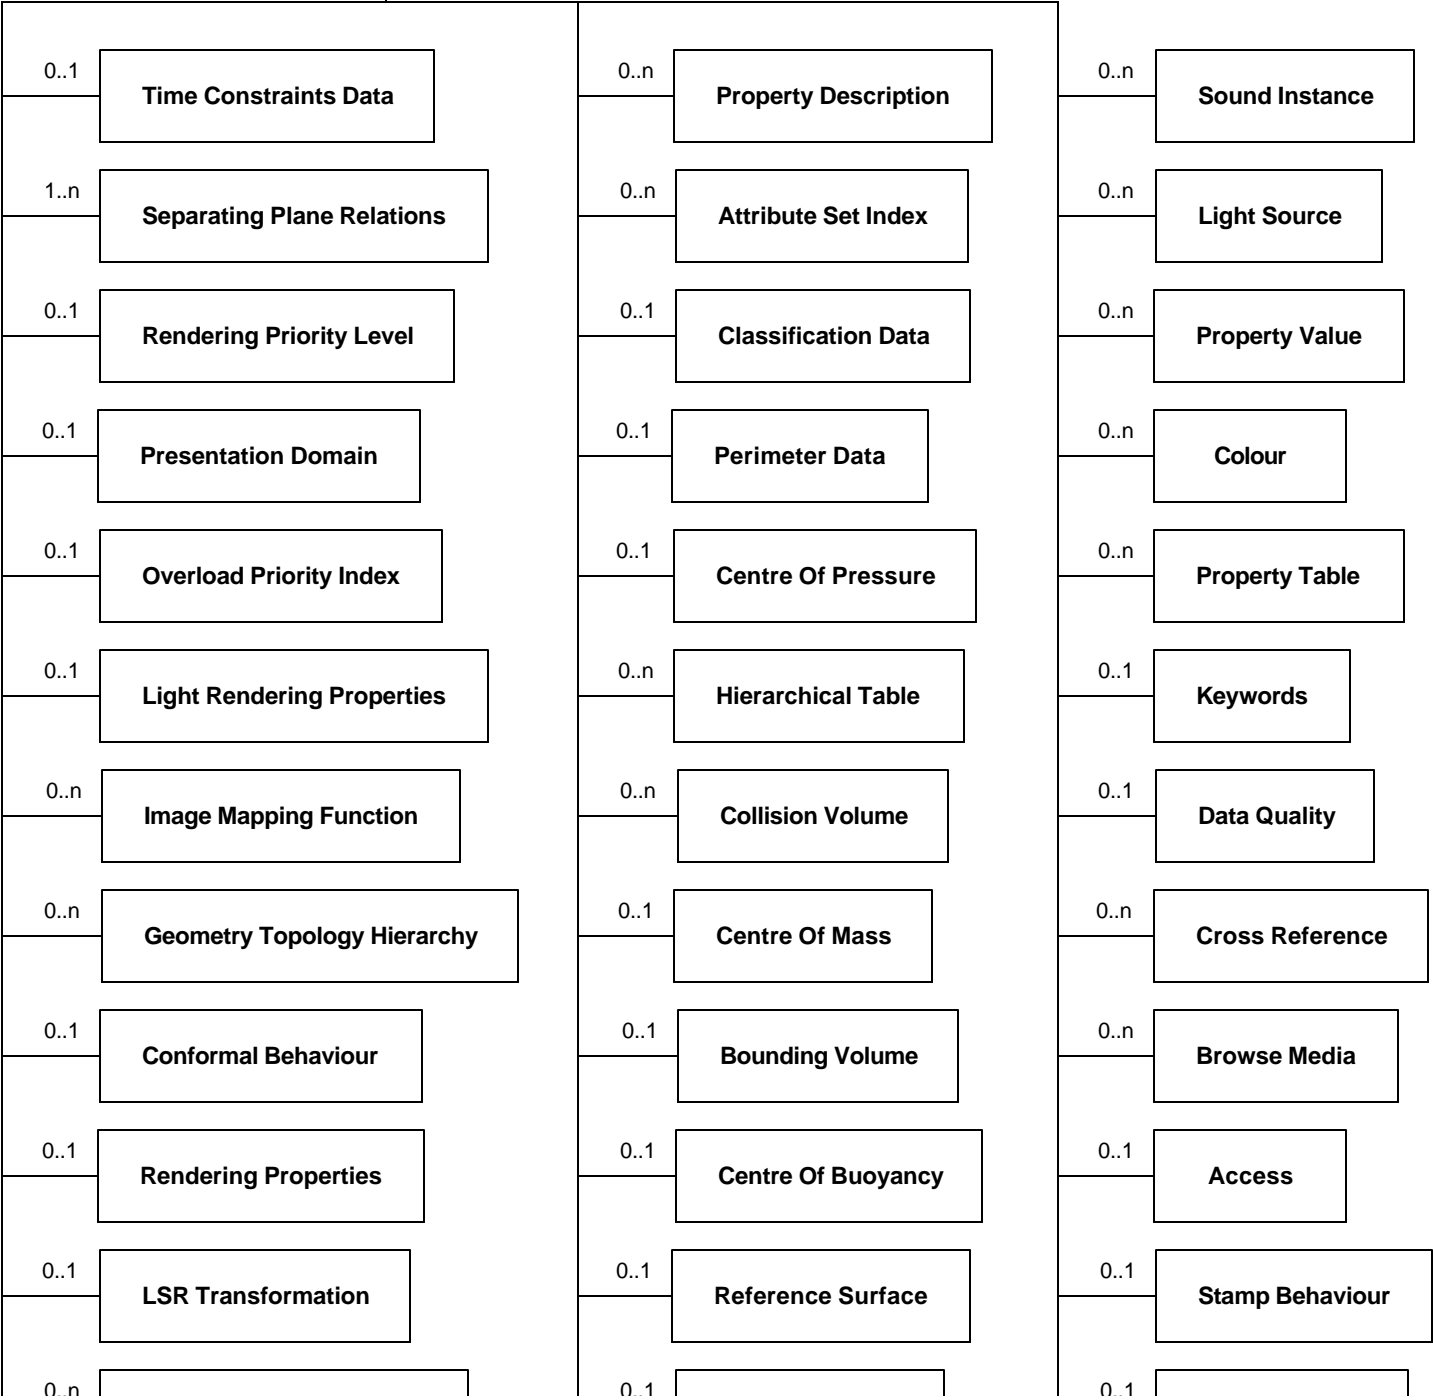 0..1
Time Constraints Data
1..n
Separating Plane Relations
0..1
Rendering Priority Level
0..1
Presentation Domain
0..1
Overload Priority Index
0..1
Light Rendering Properties
0..n
Image Mapping Function
0..n
Geometry Topology Hierarchy
0..1
Conformal Behaviour
0..1
Rendering Properties
0..1
LSR Transformation
0..n
0..n
Property Description
0..n
Attribute Set Index
0..1
Classification Data
0..1
Perimeter Data
0..1
Centre Of Pressure
0..n
Hierarchical Table
0..n
Collision Volume
0..1
Centre Of Mass
0..1
Bounding Volume
0..1
Centre Of Buoyancy
0..1
Reference Surface
0..1
0..n
Sound Instance
0..n
Light Source
0..n
Property Value
0..n
Colour
0..n
Property Table
0..1
Keywords
0..1
Data Quality
0..n
Cross Reference
0..n
Browse Media
0..1
Access
0..1
Stamp Behaviour
0..1